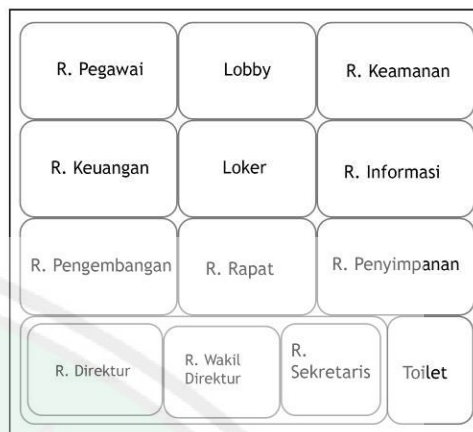 R. Pegawai
Lobby
R. Keamanan
R. Keuangan
Loker
R. Informasi
R. Pengembangan
R. Rapat
R. Penyimpanan
R. Direktur
R. Wakil
Direktur
R.
Sekretaris
Toilet